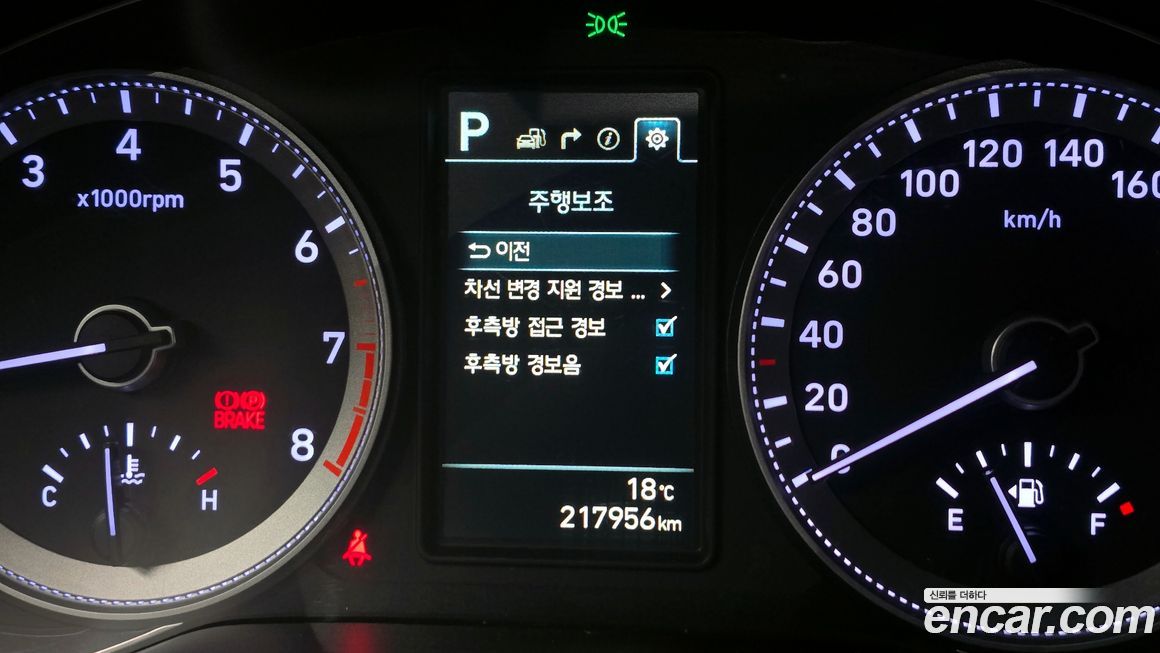 P
주행보조
이전
차선 변경 지원 경보 ...
후측방 접근 경보
후측방 경보음
18℃
217956km
3
4
5
6
7
8
x1000rpm
BRAKE
C
H
0
20
40
60
80
100
120
140
160
km/h
E
F
신뢰를 더하다
encar.com